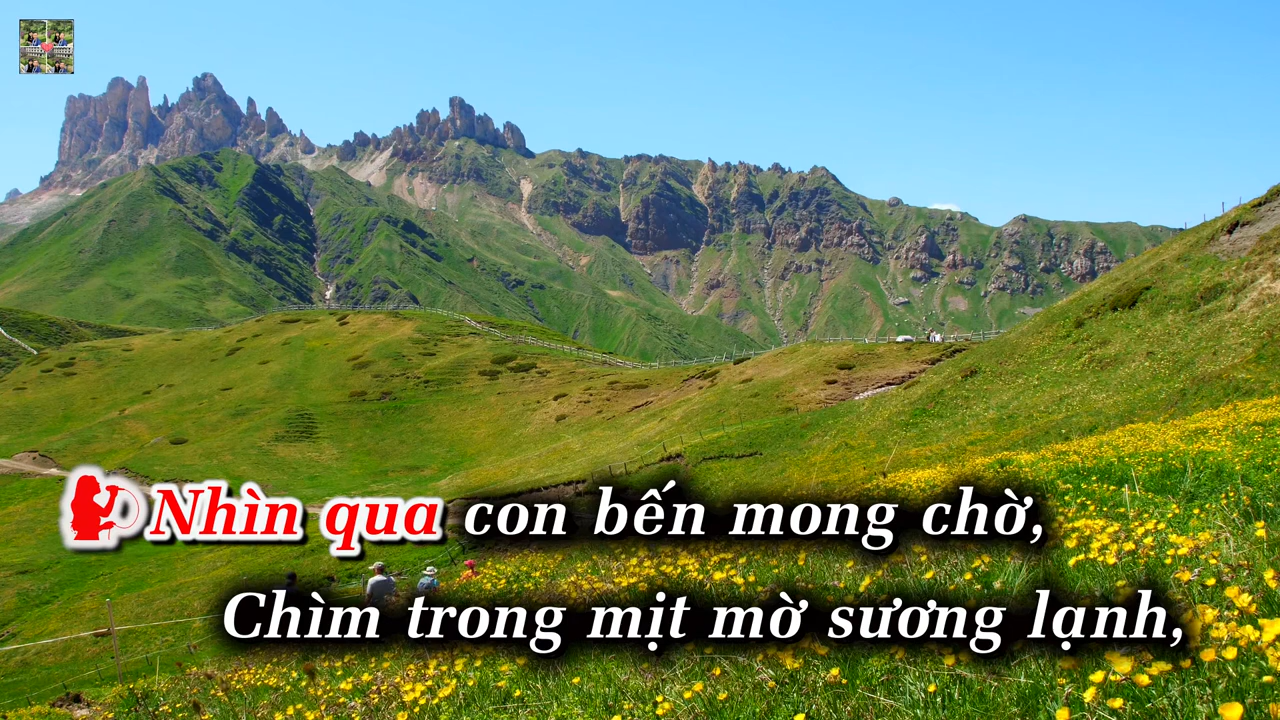 Nhìn qua con bến mong chờ,
Chìm trong mịt mờ sương lạnh,